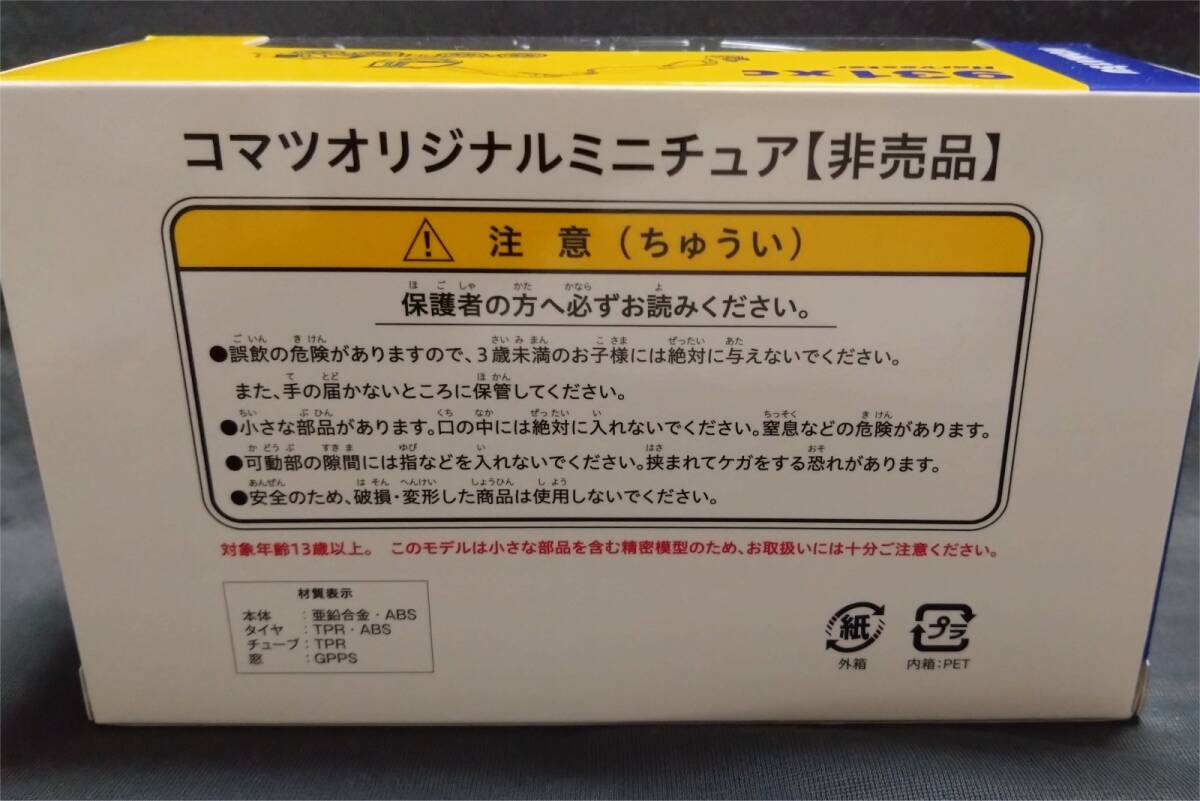 931XC
Harvester
KOMATSU
コマツオリジナルミニチュア【非売品】
注 意（ちゅうい）
保護者の方へ必ずお読みください。
●誤飲の危険がありますので、3歳未満のお子様には絶対に与えないでください。
また、手の届かないところに保管してください。
●小さな部品があります。口の中には絶対に入れないでください。窒息などの危険があります。
●可動部の隙間には指などを入れないでください。挟まれてケガをする恐れがあります。
●安全のため、破損・変形した商品は使用しないでください。
対象年齢13歳以上。 このモデルは小さな部品を含む精密模型のため、お取扱いには十分ご注意ください。
材質表示
本体 ：亜鉛合金・ABS
タイヤ ：TPR・ABS
チューブ：TPR
窓 ：GPPS
紙
外箱
プラ
内箱：PET